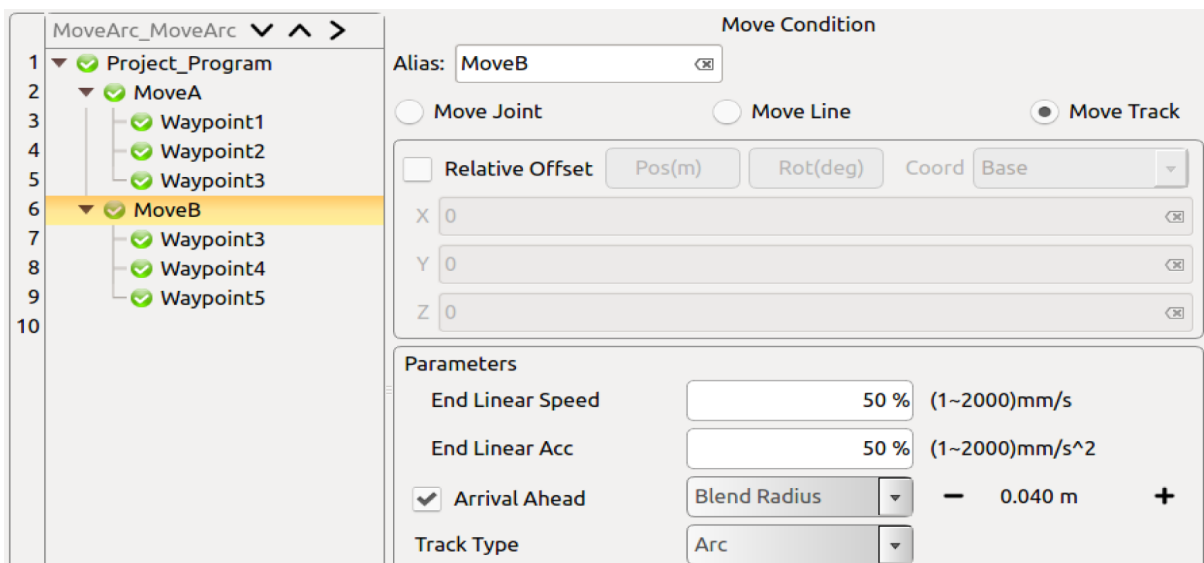 MoveArc_MoveArc
1 Project_Program
2 MoveA
3 Waypoint1
4 Waypoint2
5 Waypoint3
6 MoveB
7 Waypoint3
8 Waypoint4
9 Waypoint5
10
Move Condition
Alias: MoveB
Move Joint Move Line Move Track
Relative Offset Pos(m) Rot(deg) Coord Base
X 0
Y 0
Z 0
Parameters
End Linear Speed 50 % (1~2000)mm/s
End Linear Acc 50 % (1~2000)mm/s^2
Arrival Ahead Blend Radius − 0.040 m +
Track Type Arc